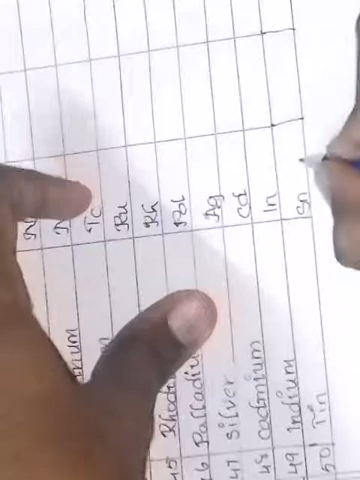 Tc
Ru
45 Rhod Rh
46 Palladiu Pd
47 Silver Ag
48 cadmium Cd
49 Indium In
50 Tin Sn